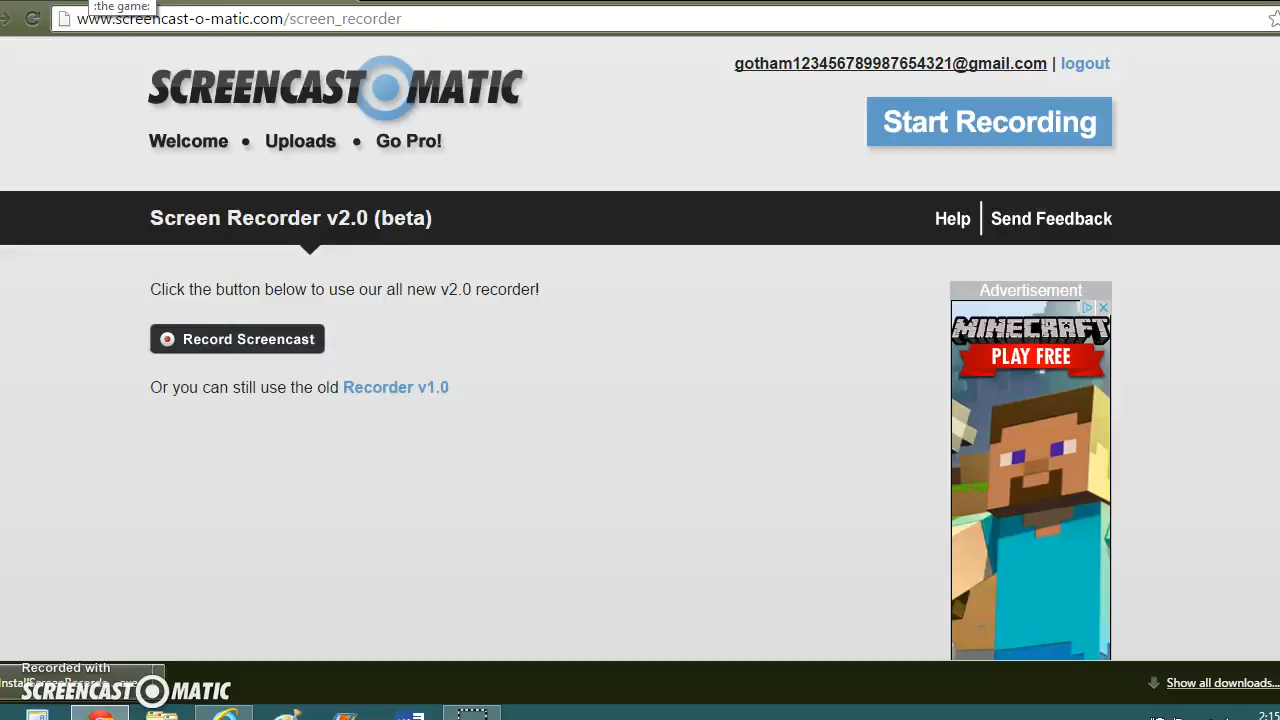 :the game:
www.screencast-o-matic.com/screen_recorder
SCREENCAST O MATIC
gotham123456789987654321@gmail.com | logout
Start Recording
Welcome • Uploads • Go Pro!
Screen Recorder v2.0 (beta)
Help | Send Feedback
Click the button below to use our all new v2.0 recorder!
Record Screencast
Or you can still use the old Recorder v1.0
Advertisement
MINECRAFT
PLAY FREE
Recorded with
SCREENCAST O MATIC
Show all downloads...
2:15